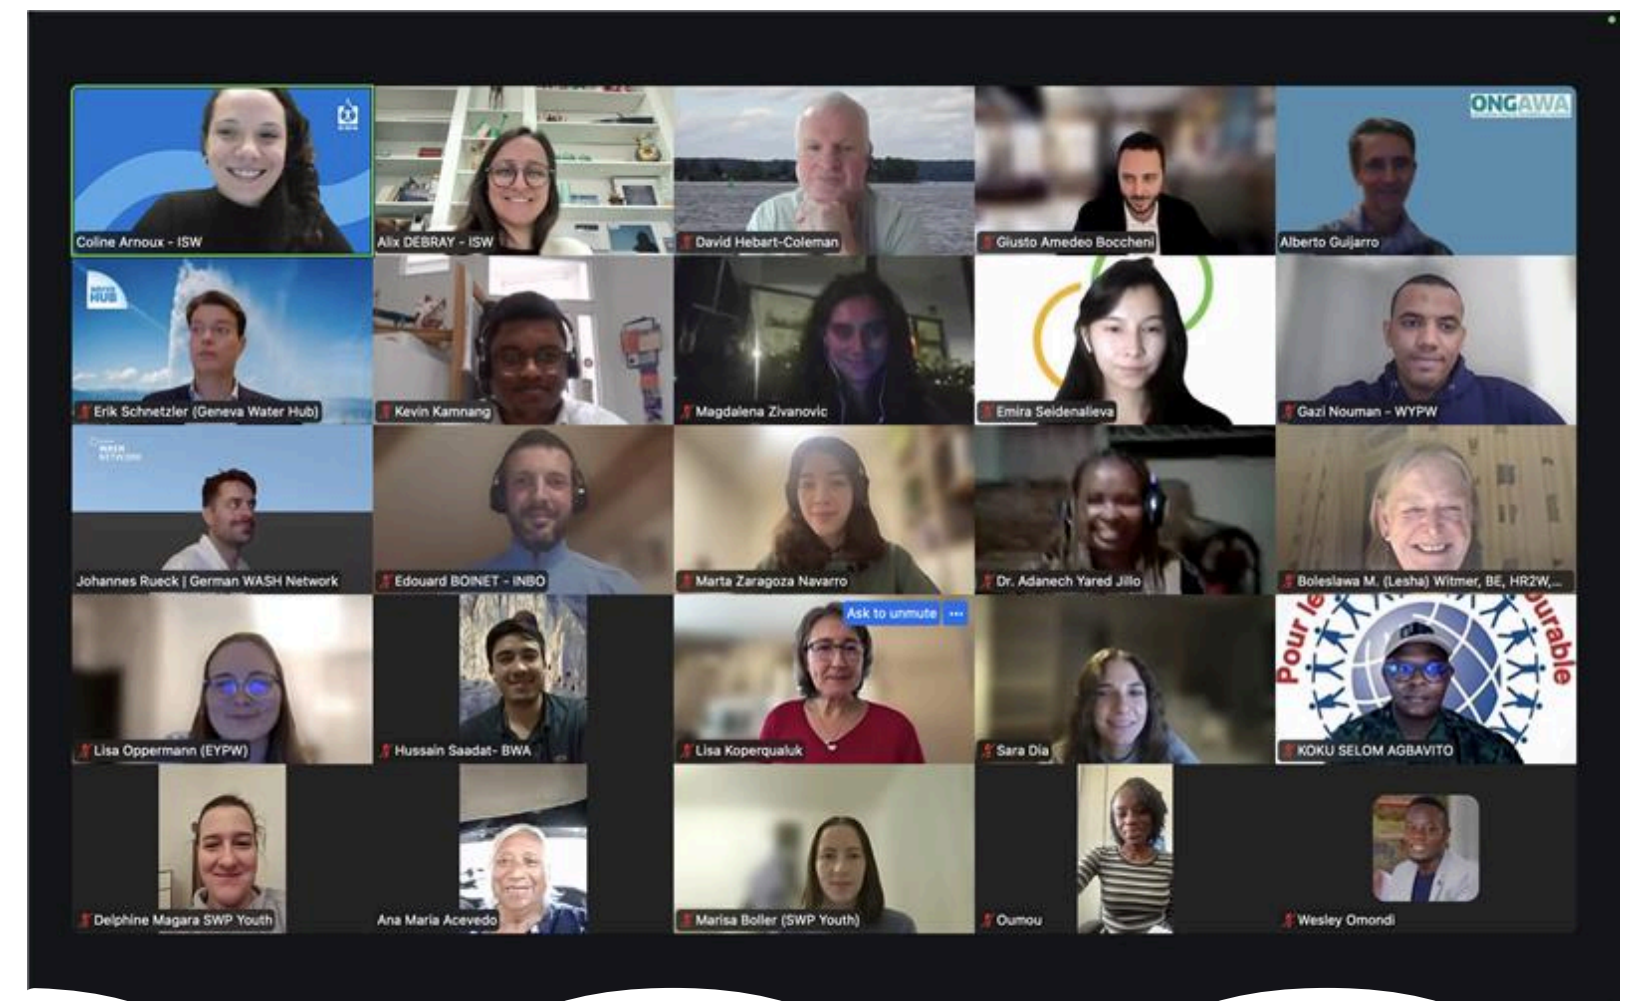 ONGAWA
Coline Arnoux - ISW
Alix DEBRAY - ISW
David Hebart-Coleman
Giusto Amedeo Boccheni
Alberto Guijarro
WATER
HUB
Erik Schnetzler (Geneva Water Hub)
Kevin Kamnang
Magdalena Zivanovic
Emira Seidenalieva
Gazi Nouman - WYPW
WASH
NETWORK
Johannes Rueck | German WASH Network
Edouard BOINET - INBO
Marta Zaragoza Navarro
Dr. Adanech Yared Jillo
Boleslawa M. (Lesha) Witmer, BE, HR2W,...
Ask to unmute ...
Pour le
urable
Lisa Oppermann (EYPW)
Hussain Saadat- BWA
Lisa Koperqualuk
Sara Dia
KOKU SELOM AGBAVITO
Delphine Magara SWP Youth
Ana Maria Acevedo
Marisa Boller (SWP Youth)
Oumou
Wesley Omondi